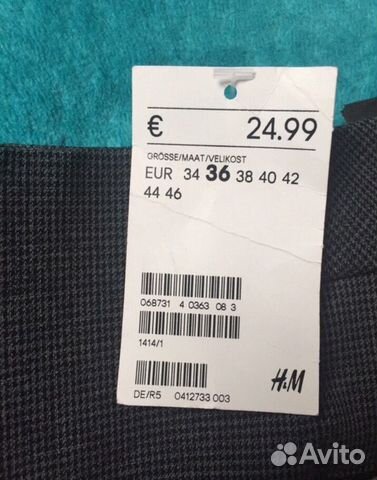 € 24.99
GRÖSSE/MAAT/VELIKOST
EUR 34 36 38 40 42
44 46
068731 4 0363 08 3
1414/1
H&M
DE/R5 0412733 003
Avito